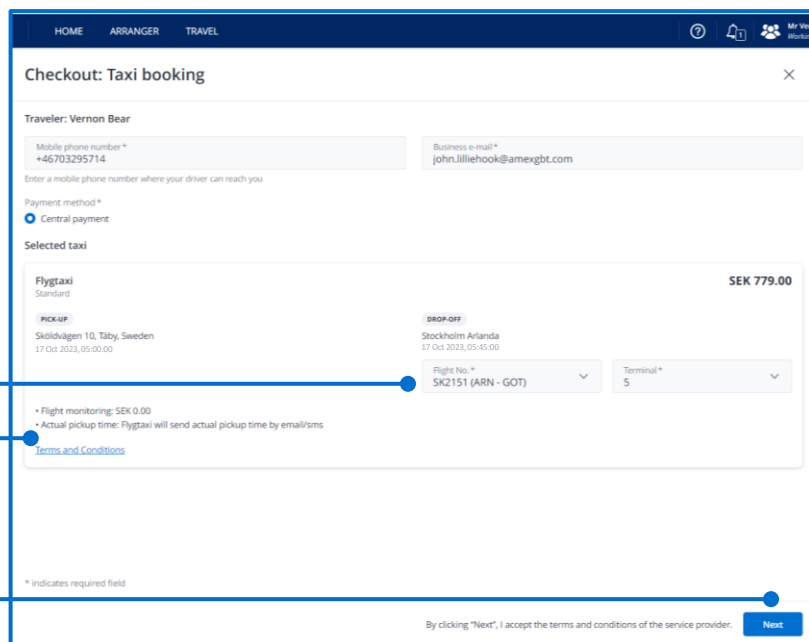 HOME ARRANGER TRAVEL
1
Mr Ver
Workin
Checkout: Taxi booking
Traveler: Vernon Bear
Mobile phone number* Business e-mail*
+46703295714 john.lilliehook@amexgbt.com
Enter a mobile phone number where your driver can reach you
Payment method*
Central payment
Selected taxi
Flygtaxi SEK 779.00
Standard
PICK-UP DROP-OFF
Sköldvägen 10, Täby, Sweden Stockholm Arlanda
17 Oct 2023, 05:00:00 17 Oct 2023, 05:45:00
Flight No.* Terminal*
SK2151 (ARN - GOT) 5
• Flight monitoring: SEK 0.00
• Actual pickup time: Flygtaxi will send actual pickup time by email/sms
Terms and Conditions
* indicates required field
By clicking "Next", I accept the terms and conditions of the service provider. Next